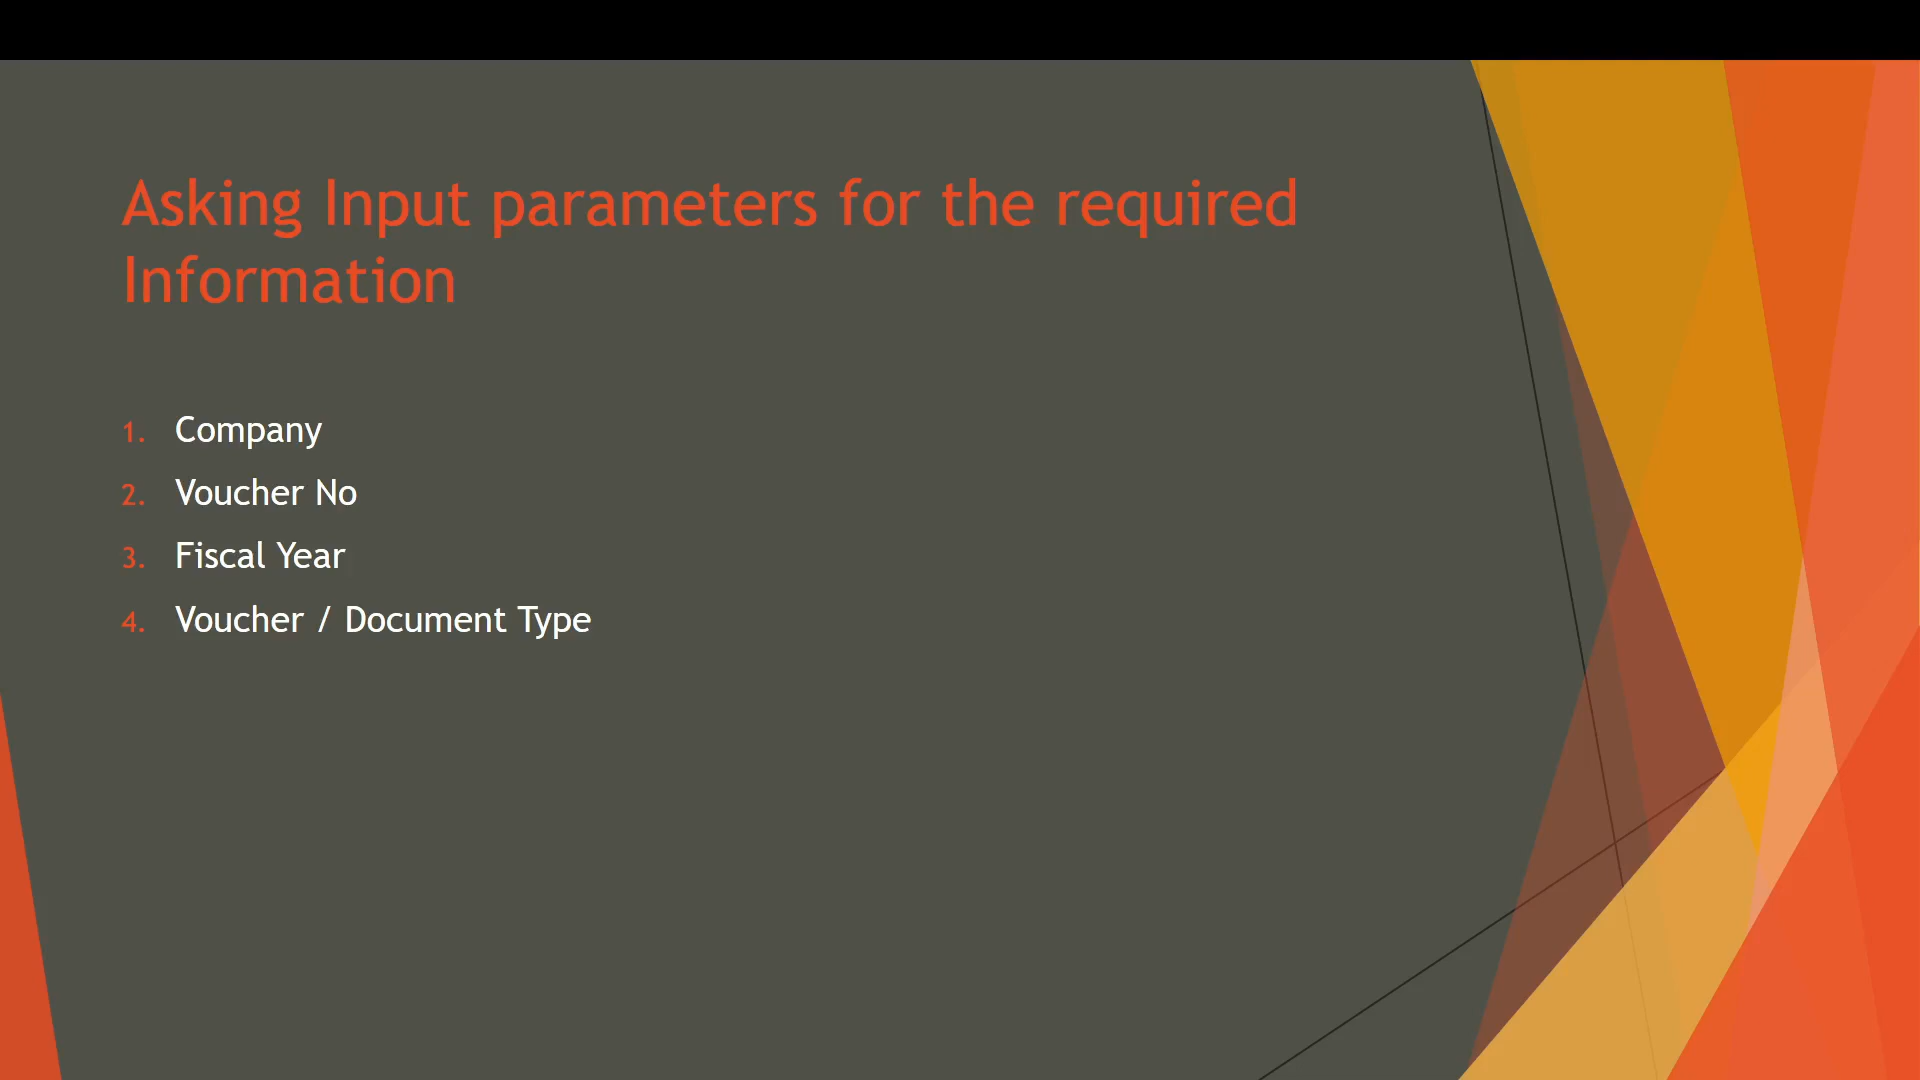 Asking Input parameters for the required
Information
1. Company
2. Voucher No
3. Fiscal Year
4. Voucher / Document Type